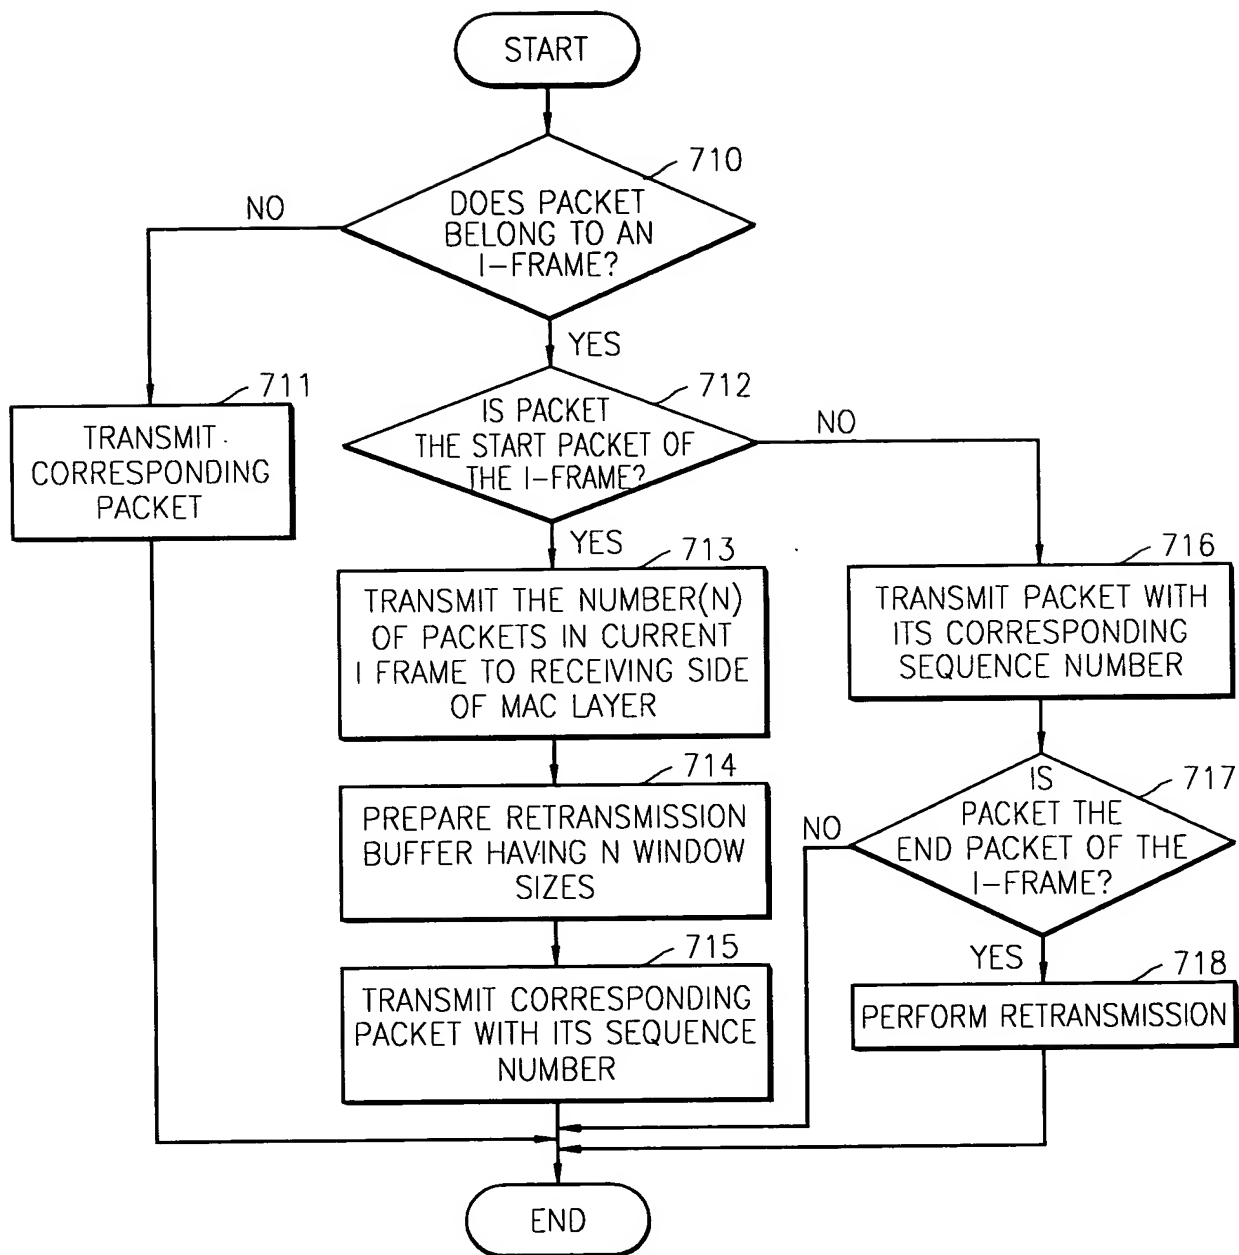 START
710
DOES PACKET
BELONG TO AN
I-FRAME?
NO
YES
711
TRANSMIT
CORRESPONDING
PACKET
712
IS PACKET
THE START PACKET OF
THE I-FRAME?
NO
YES
713
TRANSMIT THE NUMBER(N)
OF PACKETS IN CURRENT
I FRAME TO RECEIVING SIDE
OF MAC LAYER
716
TRANSMIT PACKET WITH
ITS CORRESPONDING
SEQUENCE NUMBER
714
PREPARE RETRANSMISSION
BUFFER HAVING N WINDOW
SIZES
717
IS
PACKET THE
END PACKET OF THE
I-FRAME?
NO
YES
715
TRANSMIT CORRESPONDING
PACKET WITH ITS SEQUENCE
NUMBER
718
PERFORM RETRANSMISSION
END